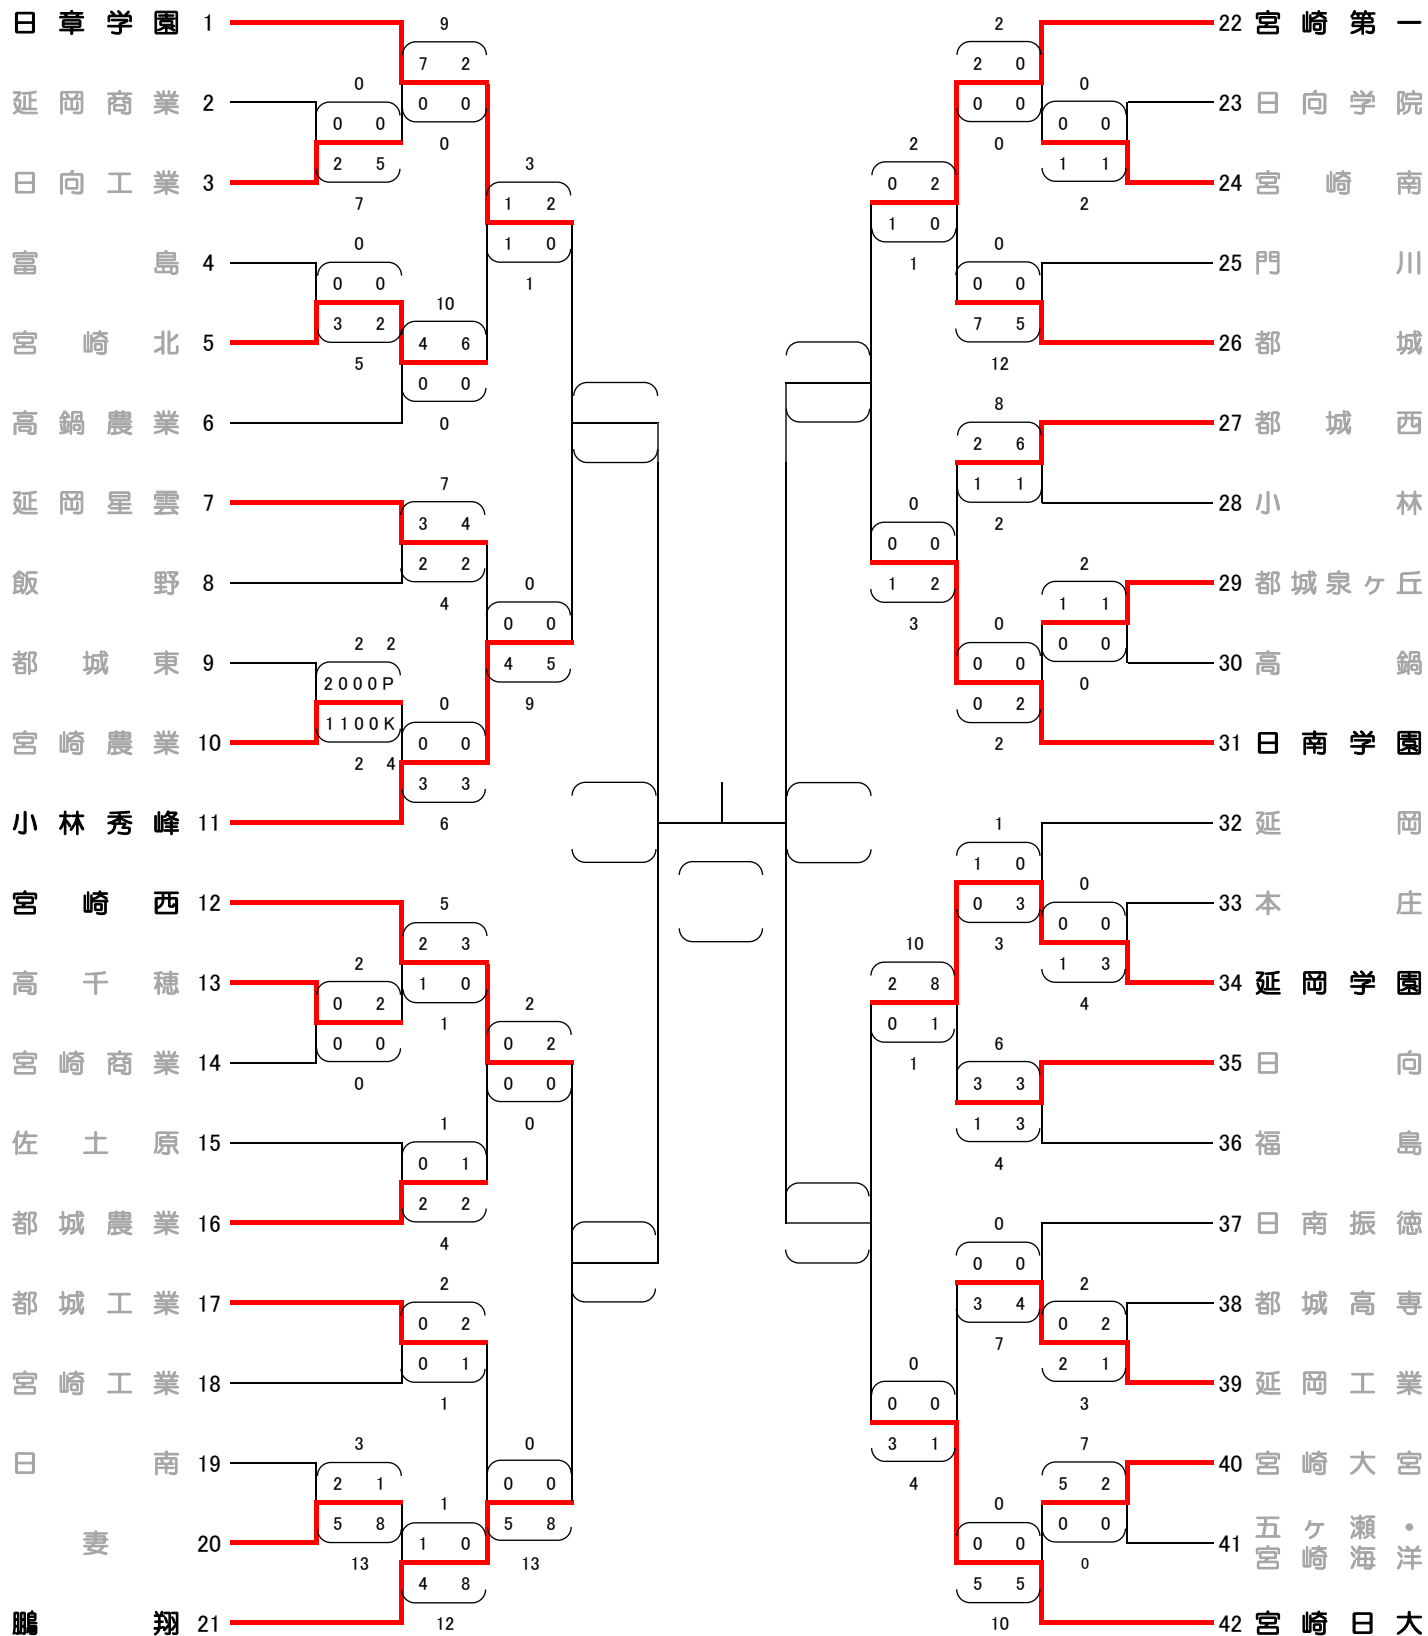 日章学園 1
9
7 2
0 0
0
延岡商業 2
0
0 0
2 5
7
日向工業 3
3
1 2
1 0
1
富島 4
0
0 0
3 2
5
宮崎北 5
10
4 6
0 0
0
高鍋農業 6
延岡星雲 7
7
3 4
2 2
4
飯野 8
0
0 0
4 5
9
都城東 9
2 2
2000P
1100K
2 4
宮崎農業 10
0
0 0
3 3
6
小林秀峰 11
宮崎西 12
5
2 3
1 0
1
高千穂 13
2
0 2
0 0
0
宮崎商業 14
2
0 2
0 0
0
佐土原 15
1
0 1
2 2
4
都城農業 16
都城工業 17
2
0 2
0 1
1
宮崎工業 18
日南 19
3
2 1
5 8
13
0
0 0
5 8
13
妻 20
1
1 0
4 8
12
鵬翔 21
2
2 0
0 0
0
22 宮崎第一
0
0 0
1 1
2
23 日向学院
24 宮崎南
2
0 2
1 0
1
0
0 0
7 5
12
25 門川
26 都城
8
2 6
1 1
2
27 都城西
28 小林
0
0 0
1 2
3
2
1 1
0 0
0
29 都城泉ヶ丘
30 高鍋
0
0 0
0 2
2
31 日南学園
1
1 0
0 3
3
32 延岡
0
0 0
1 3
4
33 本庄
34 延岡学園
10
2 8
0 1
1
6
3 3
1 3
4
35 日向
36 福島
0
0 0
3 4
7
37 日南振徳
2
0 2
2 1
3
38 都城高専
39 延岡工業
0
0 0
3 1
4
7
5 2
0 0
0
40 宮崎大宮
41 五ヶ瀬・
宮崎海洋
0
0 0
5 5
10
42 宮崎日大